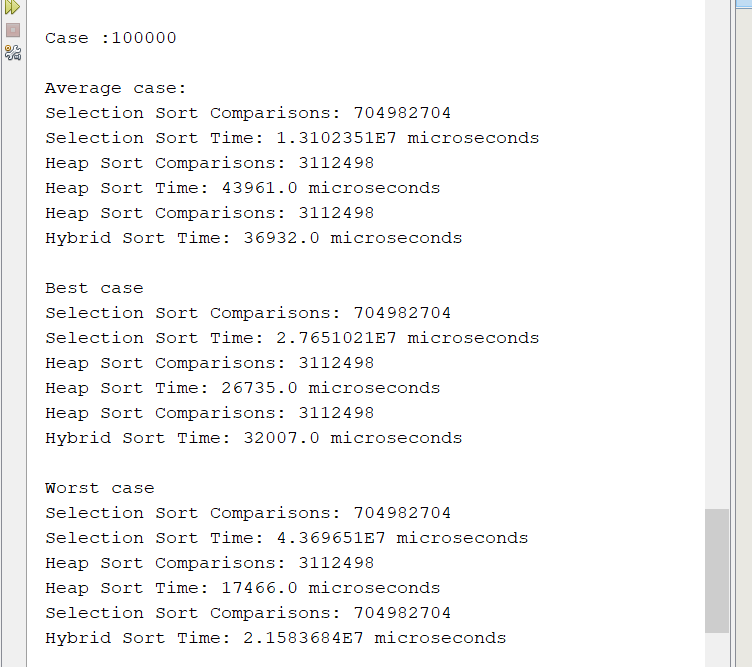 Case :100000
Average case:
Selection Sort Comparisons: 704982704
Selection Sort Time: 1.3102351E7 microseconds
Heap Sort Comparisons: 3112498
Heap Sort Time: 43961.0 microseconds
Heap Sort Comparisons: 3112498
Hybrid Sort Time: 36932.0 microseconds
Best case
Selection Sort Comparisons: 704982704
Selection Sort Time: 2.7651021E7 microseconds
Heap Sort Comparisons: 3112498
Heap Sort Time: 26735.0 microseconds
Heap Sort Comparisons: 3112498
Hybrid Sort Time: 32007.0 microseconds
Worst case
Selection Sort Comparisons: 704982704
Selection Sort Time: 4.369651E7 microseconds
Heap Sort Comparisons: 3112498
Heap Sort Time: 17466.0 microseconds
Selection Sort Comparisons: 704982704
Hybrid Sort Time: 2.1583684E7 microseconds